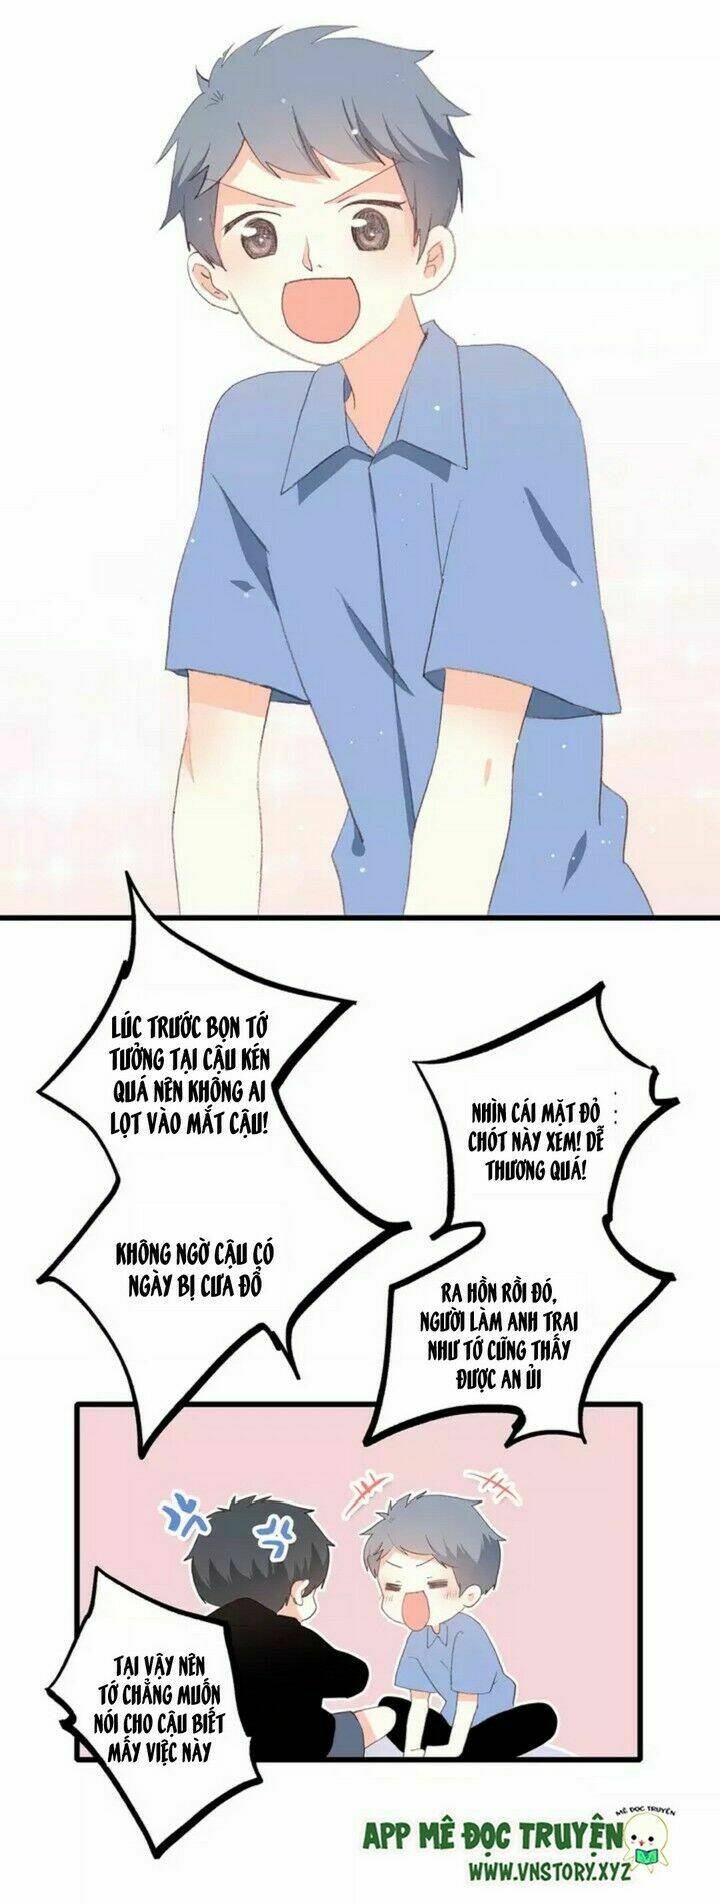 LÚC TRƯỚC BỌN TỚ
TƯỞNG TẠI CẬU KÉN
QUÁ NÊN KHÔNG AI
LỌT VÀO MẮT CẬU!
KHÔNG NGỜ CẬU CÓ
NGÀY BỊ CƯA ĐỔ
NHÌN CÁI MẶT ĐỎ
CHÓT NÀY XEM! DỄ
THƯƠNG QUÁ!
RA HỒN RỒI ĐÓ,
NGƯỜI LÀM ANH TRAI
NHƯ TỚ CŨNG THẤY
ĐƯỢC AN ỦI
TẠI VẬY NÊN
TỚ CHẲNG MUỐN
NÓI CHO CẬU BIẾT
MẤY VIỆC NÀY
MÊ ĐỌC TRUYỆN
APP MÊ ĐỌC TRUYỆN
WWW.VNSTORY.XYZ